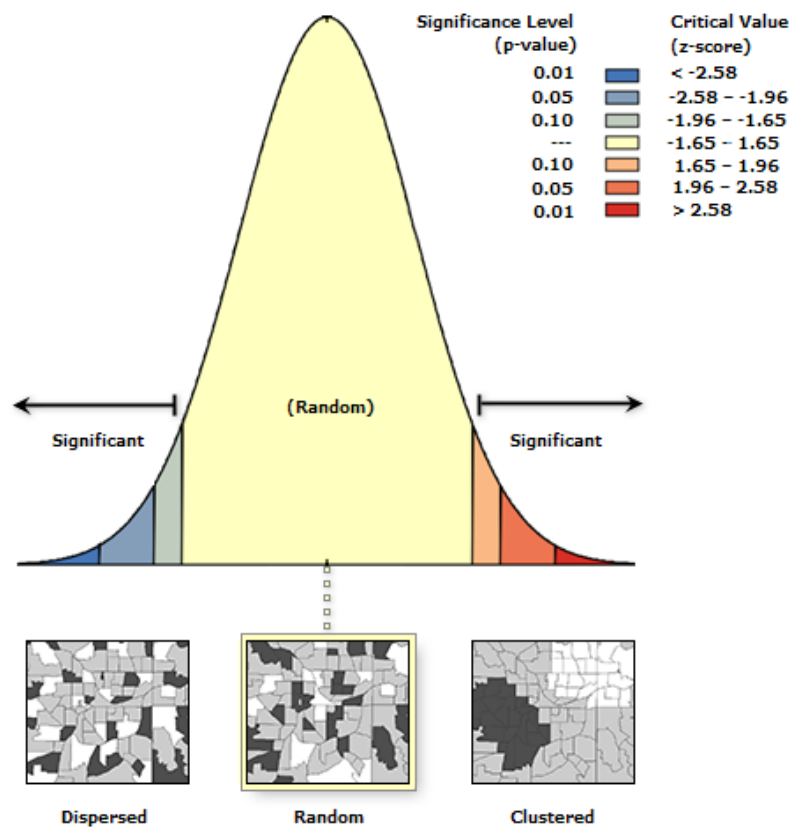 Significance Level Critical Value
(p-value) (z-score)
0.01 < -2.58
0.05 -2.58 – -1.96
0.10 -1.96 – -1.65
--- -1.65 – 1.65
0.10 1.65 – 1.96
0.05 1.96 – 2.58
0.01 > 2.58
(Random)
Significant Significant
Dispersed Random Clustered